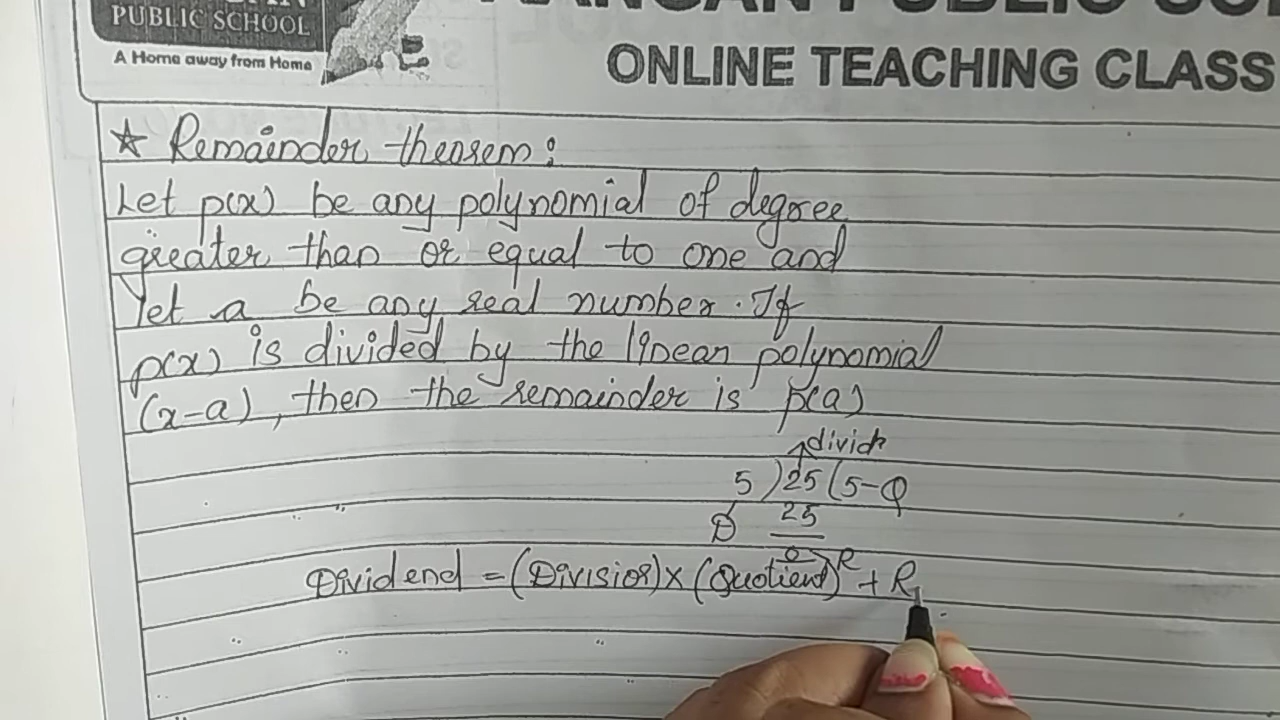 PUBLIC SCHOOL
A Home away from Home
PUBLIC
ONLINE TEACHING CLASS
☆ Remainder theorem:
Let p(x) be any polynomial of degree
greater than or equal to one and
let a be any real number. If
p(x) is divided by the linear polynomial
(x-a), then the remainder is p(a)
divide
5 ) 25 ( 5-Q
D 25
0 R
Dividend = (Divisior) × (Quotient) + R